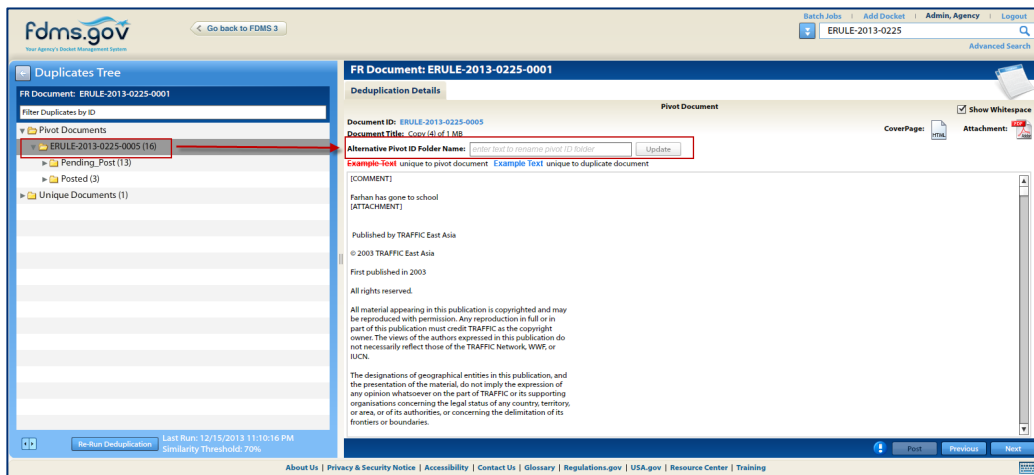 Batch Jobs | Add Docket | Admin, Agency | Logout
fdms.gov
Your Agency's Docket Management System
Go back to FDMS 3
ERULE-2013-0225
Advanced Search
Duplicates Tree
FR Document: ERULE-2013-0225-0001
Filter Duplicates by ID
Pivot Documents
ERULE-2013-0225-0005 (16)
Pending_Post (13)
Posted (3)
Unique Documents (1)
Re-Run Deduplication
Last Run: 12/15/2013 11:10:16 PM
Similarity Threshold: 70%
FR Document: ERULE-2013-0225-0001
Deduplication Details
Pivot Document
Show Whitespace
Document ID: ERULE-2013-0225-0005
Document Title: Copy (4) of 1 MB
CoverPage: HTML Attachment: PDF
Alternative Pivot ID Folder Name: enter text to rename pivot ID folder Update
Example Text unique to pivot document Example Text unique to duplicate document
[COMMENT]
Farhan has gone to school
[ATTACHMENT]
Published by TRAFFIC East Asia
© 2003 TRAFFIC East Asia
First published in 2003
All rights reserved.
All material appearing in this publication is copyrighted and may
be reproduced with permission. Any reproduction in full or in
part of this publication must credit TRAFFIC as the copyright
owner. The views of the authors expressed in this publication do
not necessarily reflect those of the TRAFFIC Network, WWF, or
IUCN.
The designations of geographical entities in this publication, and
the presentation of the material, do not imply the expression of
any opinion whatsoever on the part of TRAFFIC or its supporting
organisations concerning the legal status of any country, territory,
or area, or of its authorities, or concerning the delimitation of its
frontiers or boundaries.
Post Previous Next
About Us | Privacy & Security Notice | Accessibility | Contact Us | Glossary | Regulations.gov | USA.gov | Resource Center | Training